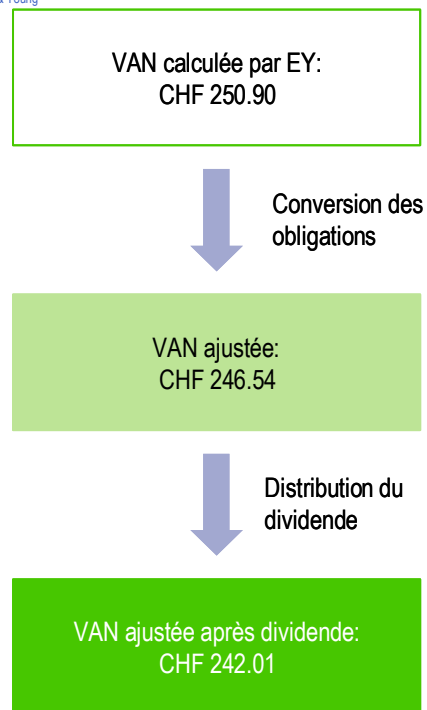 Young
VAN calculée par EY:
CHF 250.90
Conversion des
obligations
VAN ajustée:
CHF 246.54
Distribution du
dividende
VAN ajustée après dividende:
CHF 242.01